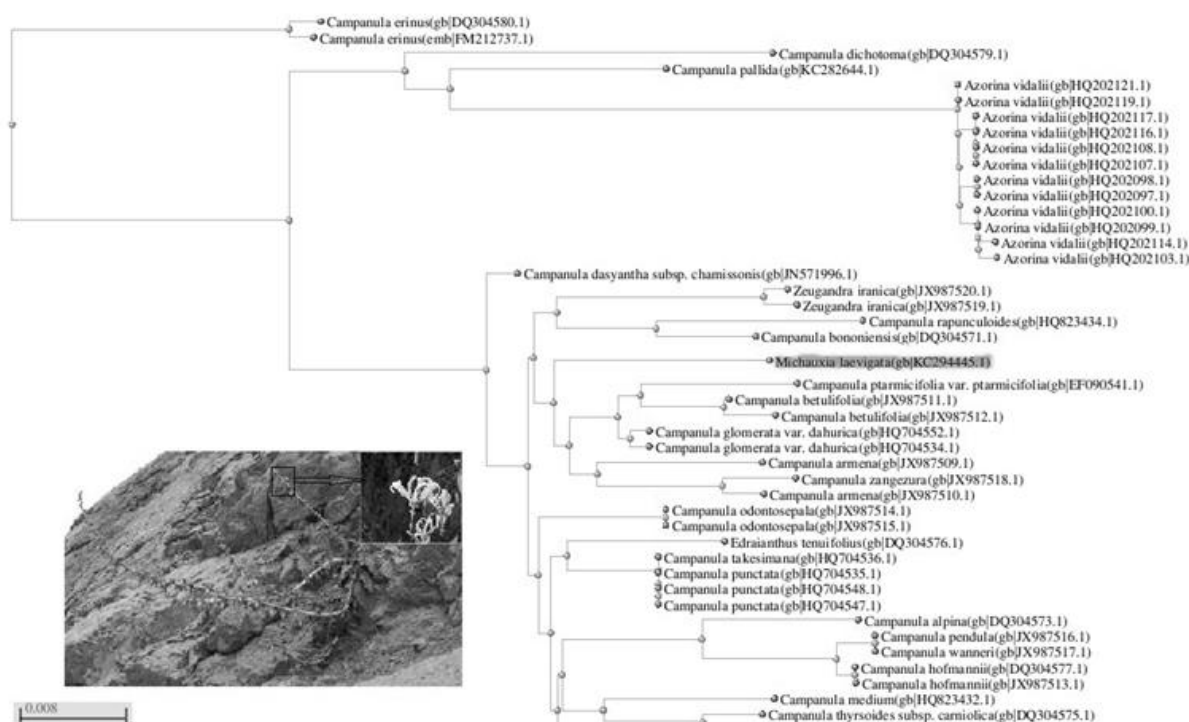 Campanula erinus(gb|DQ304580.1)
Campanula erinus(emb|FM212737.1)
Campanula dichotoma(gb|DQ304579.1)
Campanula pallida(gb|KC282644.1)
Azorina vidalii(gb|HQ202121.1)
Azorina vidalii(gb|HQ202119.1)
Azorina vidalii(gb|HQ202117.1)
Azorina vidalii(gb|HQ202116.1)
Azorina vidalii(gb|HQ202108.1)
Azorina vidalii(gb|HQ202107.1)
Azorina vidalii(gb|HQ202098.1)
Azorina vidalii(gb|HQ202097.1)
Azorina vidalii(gb|HQ202100.1)
Azorina vidalii(gb|HQ202099.1)
Azorina vidalii(gb|HQ202114.1)
Azorina vidalii(gb|HQ202103.1)
Campanula dasyantha subsp. chamissonis(gb|JN571996.1)
Zeugandra iranica(gb|JX987520.1)
Zeugandra iranica(gb|JX987519.1)
Campanula rapunculoides(gb|HQ823434.1)
Campanula bononiensis(gb|DQ304571.1)
Michauxia laevigata(gb|KC294445.1)
Campanula ptarmicifolia var. ptarmicifolia(gb|EF090541.1)
Campanula betulifolia(gb|JX987511.1)
Campanula betulifolia(gb|JX987512.1)
Campanula glomerata var. dahurica(gb|HQ704552.1)
Campanula glomerata var. dahurica(gb|HQ704534.1)
Campanula armena(gb|JX987509.1)
Campanula zangezura(gb|JX987518.1)
Campanula armena(gb|JX987510.1)
Campanula odontosepala(gb|JX987514.1)
Campanula odontosepala(gb|JX987515.1)
Edraianthus tenuifolius(gb|DQ304576.1)
Campanula takesimana(gb|HQ704536.1)
Campanula punctata(gb|HQ704535.1)
Campanula punctata(gb|HQ704548.1)
Campanula punctata(gb|HQ704547.1)
Campanula alpina(gb|DQ304573.1)
Campanula pendula(gb|JX987516.1)
Campanula wanneri(gb|JX987517.1)
Campanula hofmannii(gb|DQ304577.1)
Campanula hofmannii(gb|JX987513.1)
Campanula medium(gb|HQ823432.1)
Campanula thyrsoides subsp. carniolica(gb|DQ304575.1)
0.008